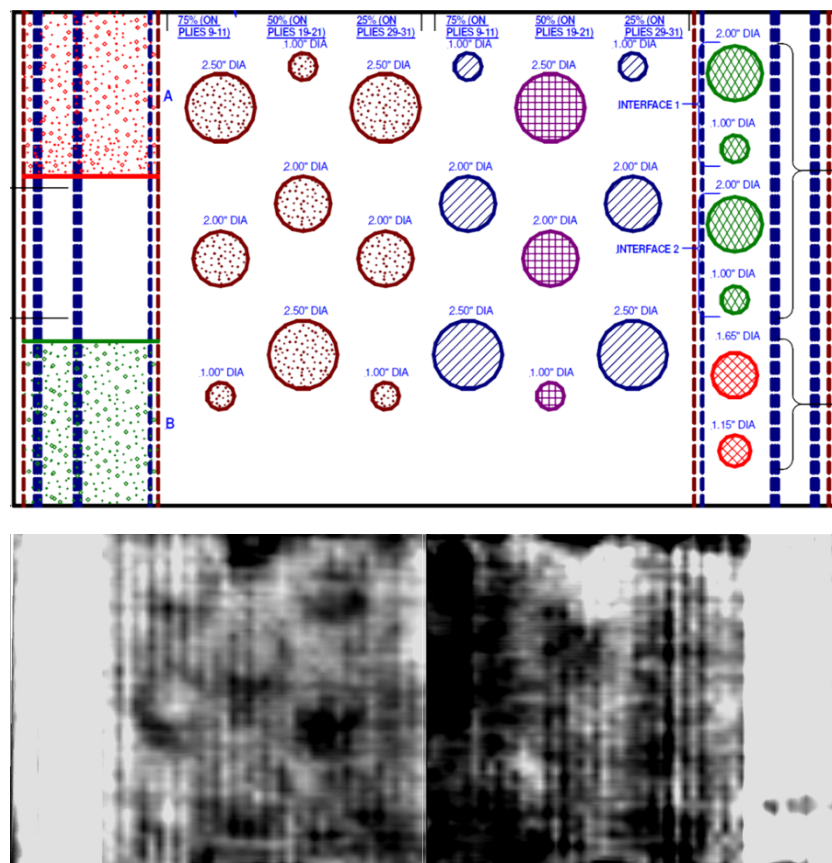 75% (ON 50% (ON 25% (ON 75% (ON 50% (ON 25% (ON
PLIES 9-11) PLIES 19-21) PLIES 29-31) PLIES 9-11) PLIES 19-21) PLIES 29-31)
.1.00" DIA .1.00" DIA .1.00" DIA 2.00" DIA
2.50" DIA 2.50" DIA 2.50" DIA
A
INTERFACE 1
.1.00" DIA
2.00" DIA 2.00" DIA 2.00" DIA 2.00" DIA
2.00" DIA 2.00" DIA 2.00" DIA
INTERFACE 2
.1.00" DIA
2.50" DIA 2.50" DIA 2.50" DIA
.1.65" DIA
.1.00" DIA .1.00" DIA .1.00" DIA
B
.1.15" DIA